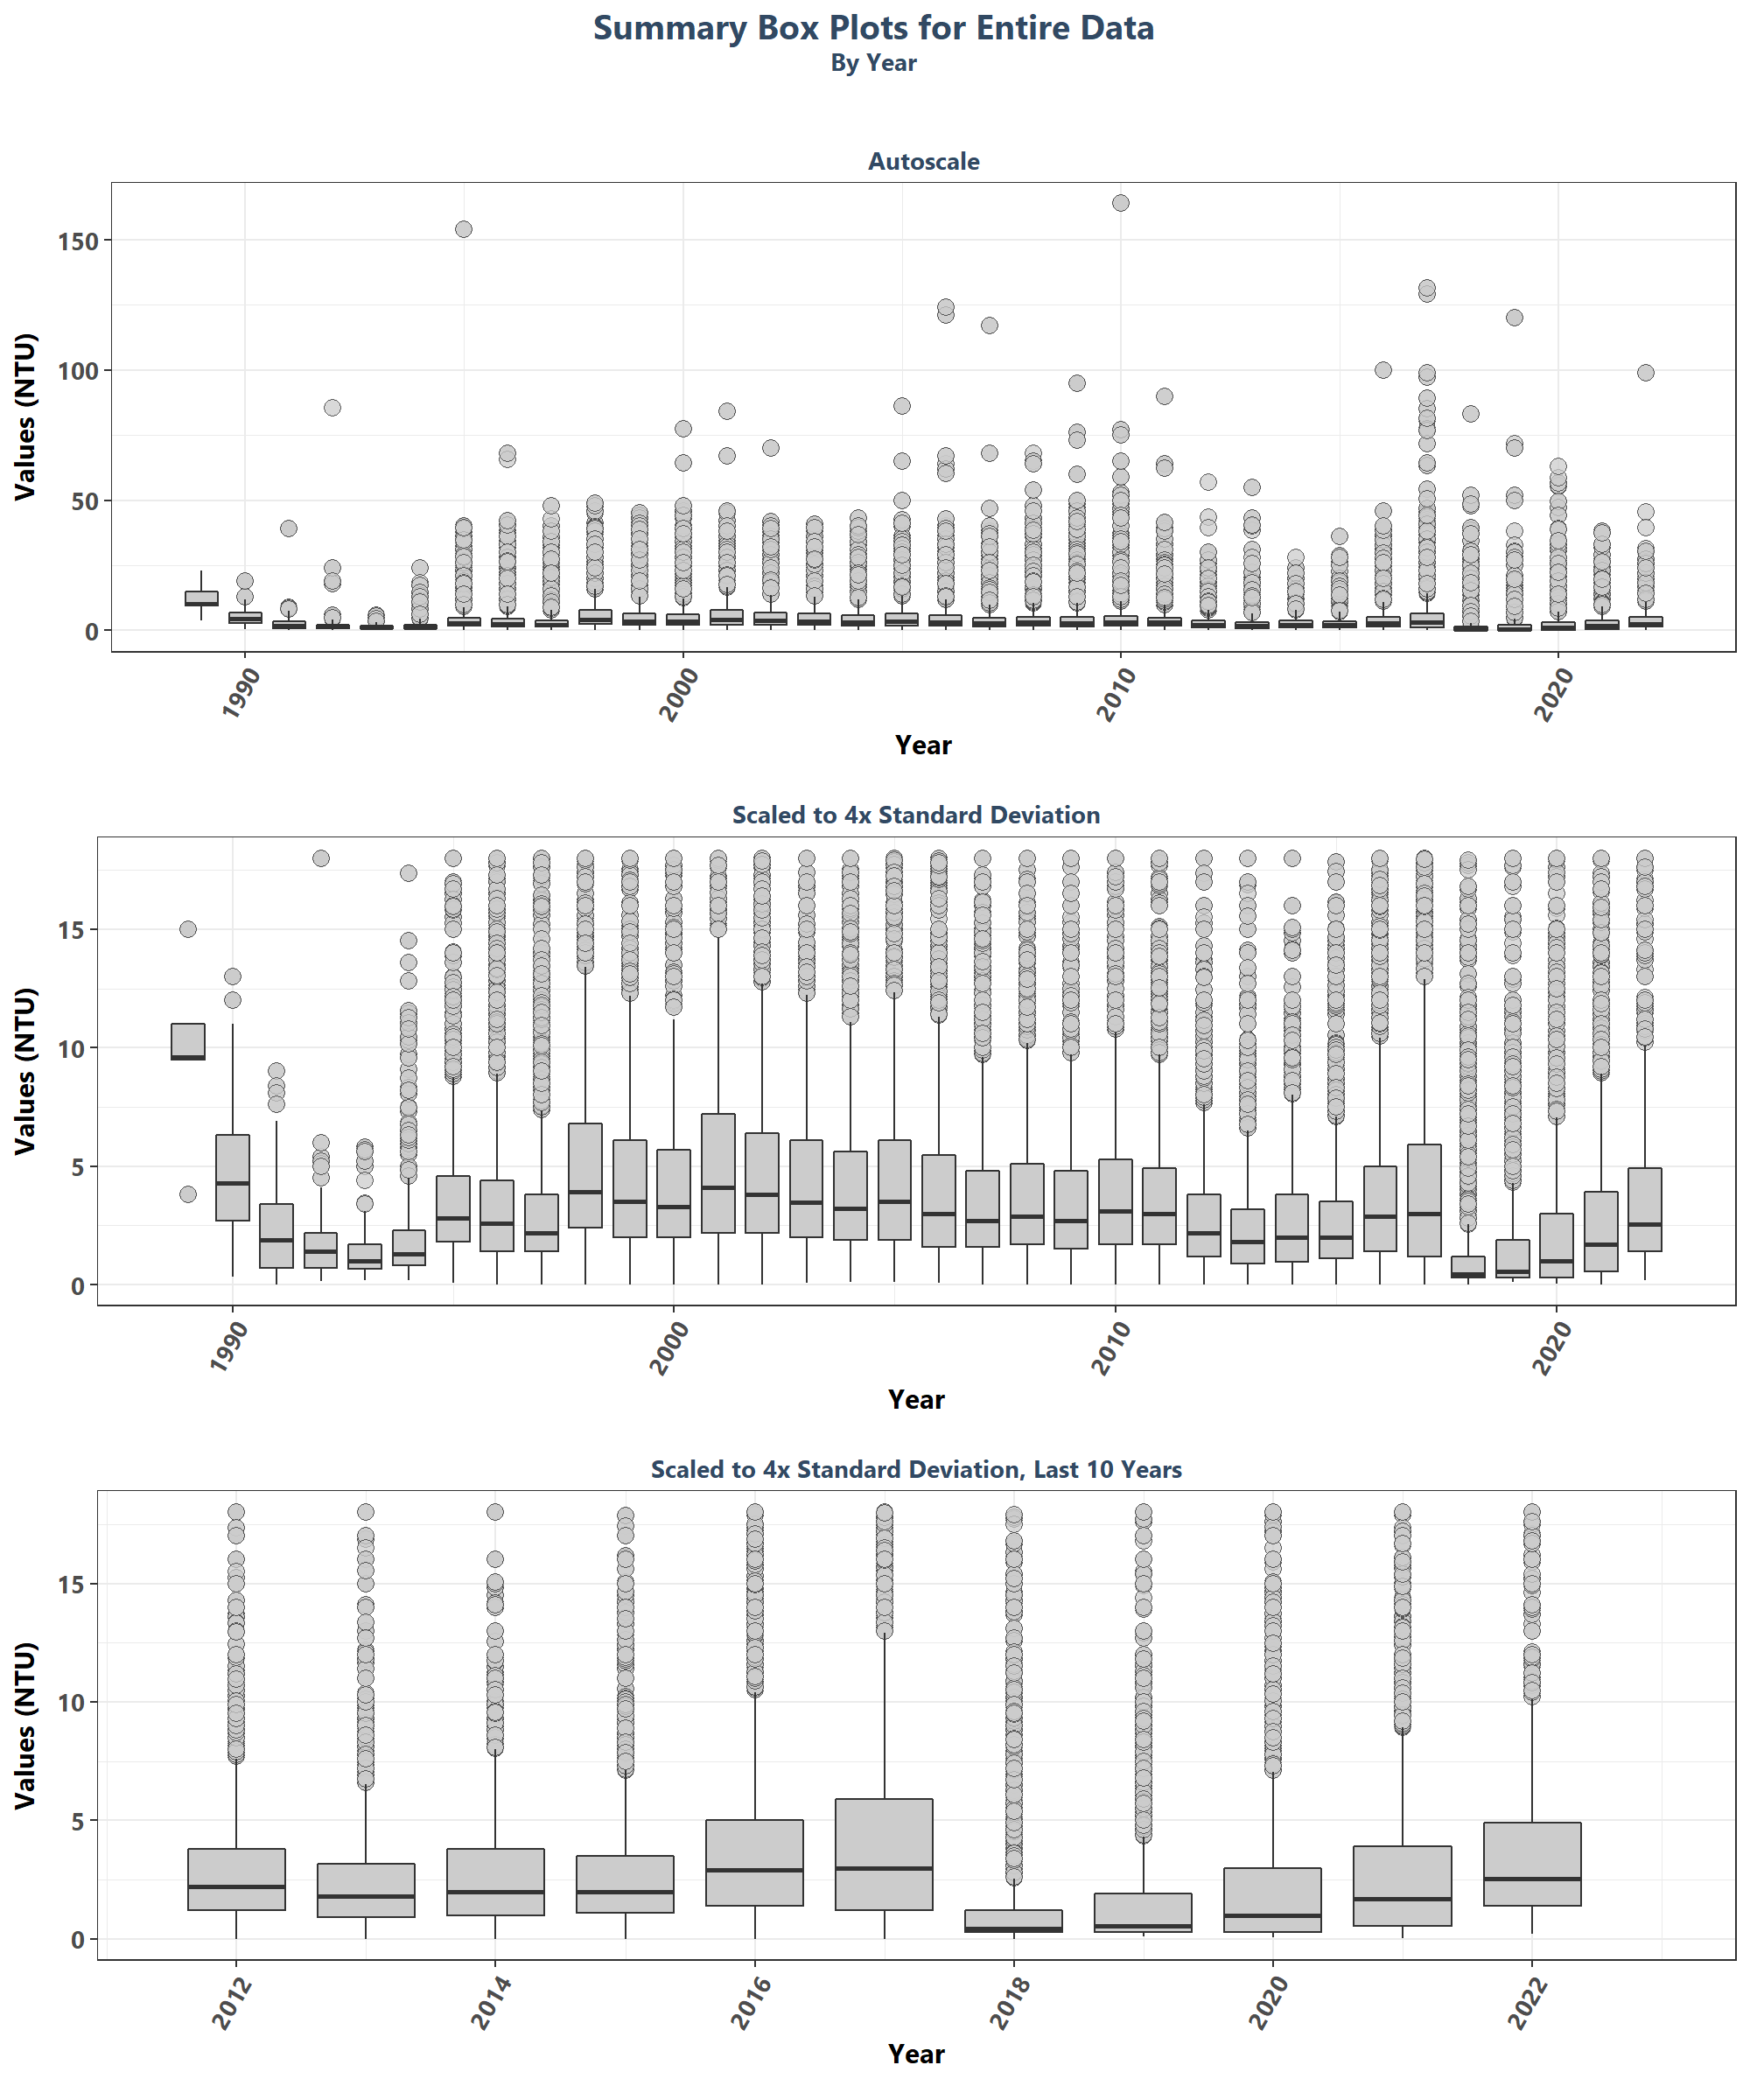 Summary Box Plots for Entire Data
By Year
Autoscale
Values (NTU)
150
100
50
0
1990
2000
2010
2020
Year
Scaled to 4x Standard Deviation
Values (NTU)
15
10
5
0
1990
2000
2010
2020
Year
Scaled to 4x Standard Deviation, Last 10 Years
Values (NTU)
15
10
5
0
2012
2014
2016
2018
2020
2022
Year